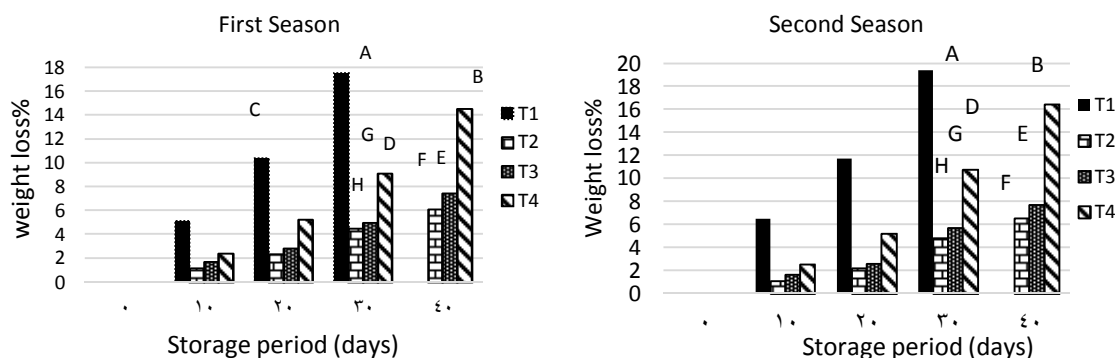 First Season
weight loss%
18
16
14
12
10
8
6
4
2
0
A
B
C
G
D
F
E
H
T1
T2
T3
T4
٠ ١٠ ٢٠ ٣٠ ٤٠
Storage period (days)
Second Season
Weight loss%
20
18
16
14
12
10
8
6
4
2
0
A
B
D
G
E
H
F
T1
T2
T3
T4
٠ ١٠ ٢٠ ٣٠ ٤٠
Storage period (days)